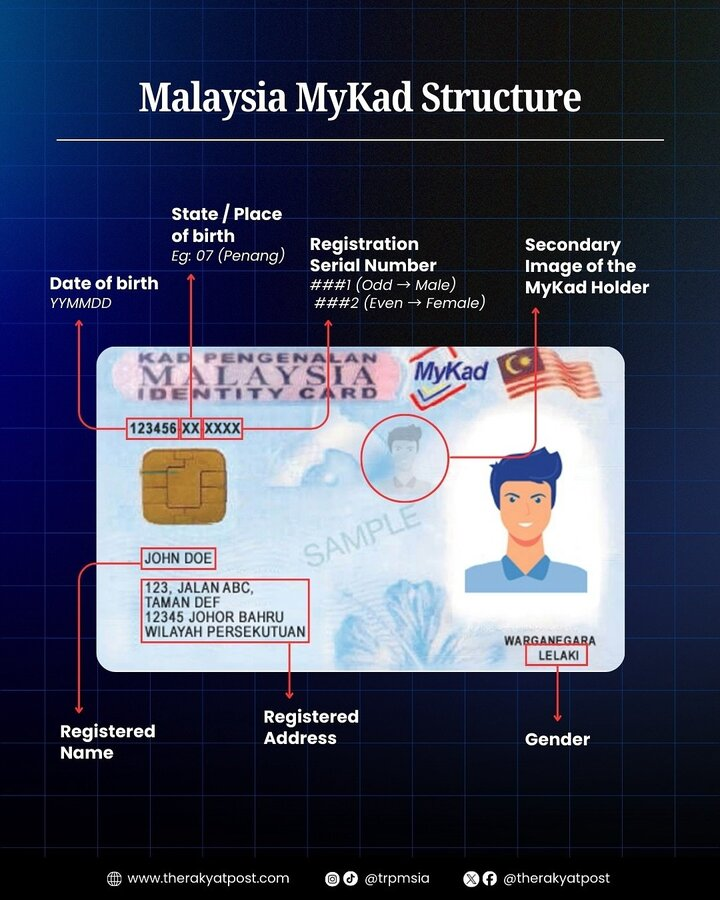 Malaysia MyKad Structure
State / Place
of birth
Eg: 07 (Penang)
Registration
Serial Number
###1 (Odd → Male)
###2 (Even → Female)
Secondary
Image of the
MyKad Holder
Date of birth
YYMMDD
KAD PENGENALAN
MALAYSIA
IDENTITY CARD
MyKad
123456 XX XXXX
SAMPLE
JOHN DOE
123, JALAN ABC,
TAMAN DEF
12345 JOHOR BAHRU
WILAYAH PERSEKUTUAN
WARGANEGARA
LELAKI
Registered
Name
Registered
Address
Gender
www.therakyatpost.com
@trpmsia
@therakyatpost